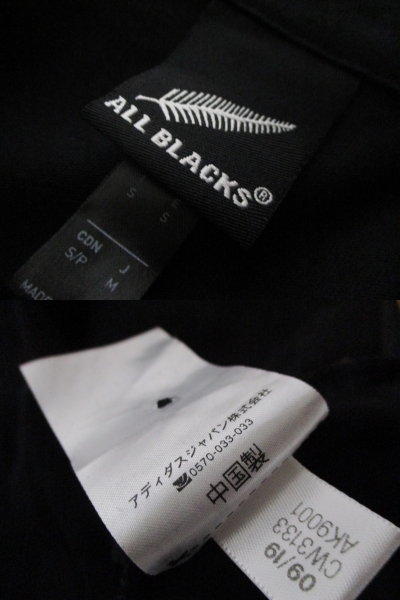 ALL BLACKS®
S S
CDN J
S/P M
MADE
アディダスジャパン株式会社
0570-033-033
中国製
09/19
CW3133
AK9001